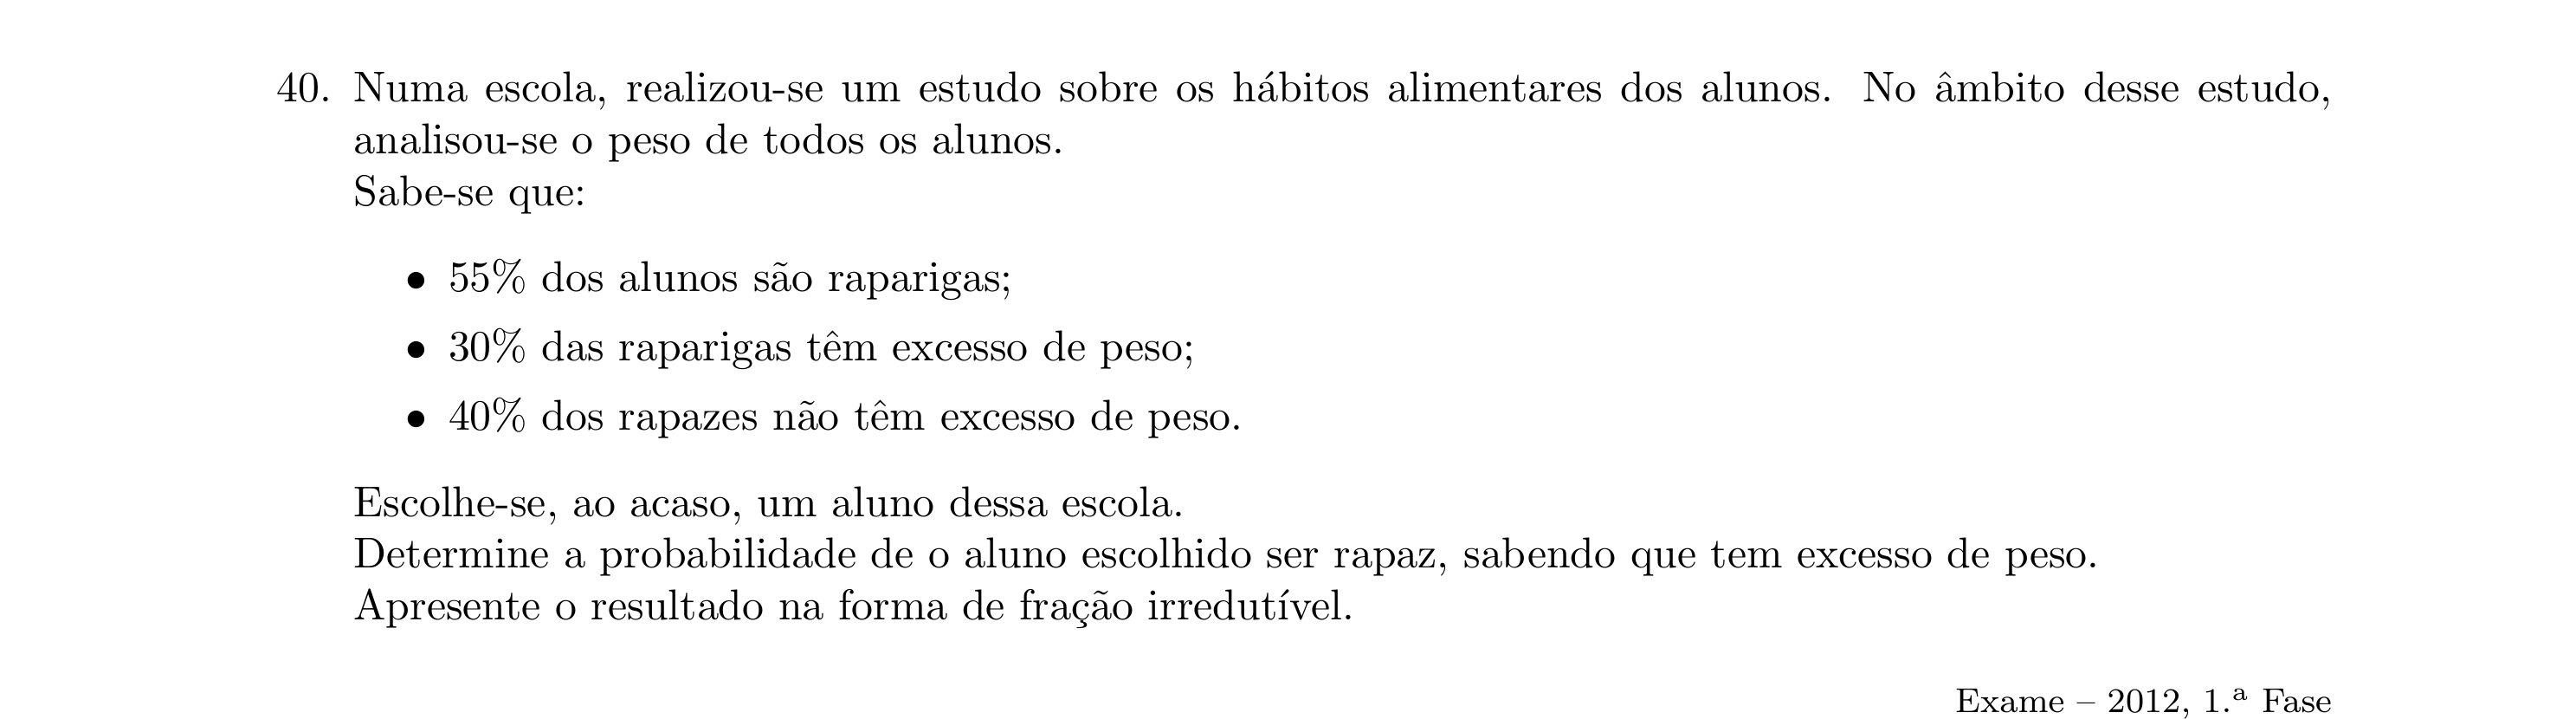 40. Numa escola, realizou-se um estudo sobre os hábitos alimentares dos alunos. No âmbito desse estudo,
analisou-se o peso de todos os alunos.
Sabe-se que:
• 55% dos alunos são raparigas;
• 30% das raparigas têm excesso de peso;
• 40% dos rapazes não têm excesso de peso.
Escolhe-se, ao acaso, um aluno dessa escola.
Determine a probabilidade de o aluno escolhido ser rapaz, sabendo que tem excesso de peso.
Apresente o resultado na forma de fração irredutível.
Exame – 2012, 1.ª Fase